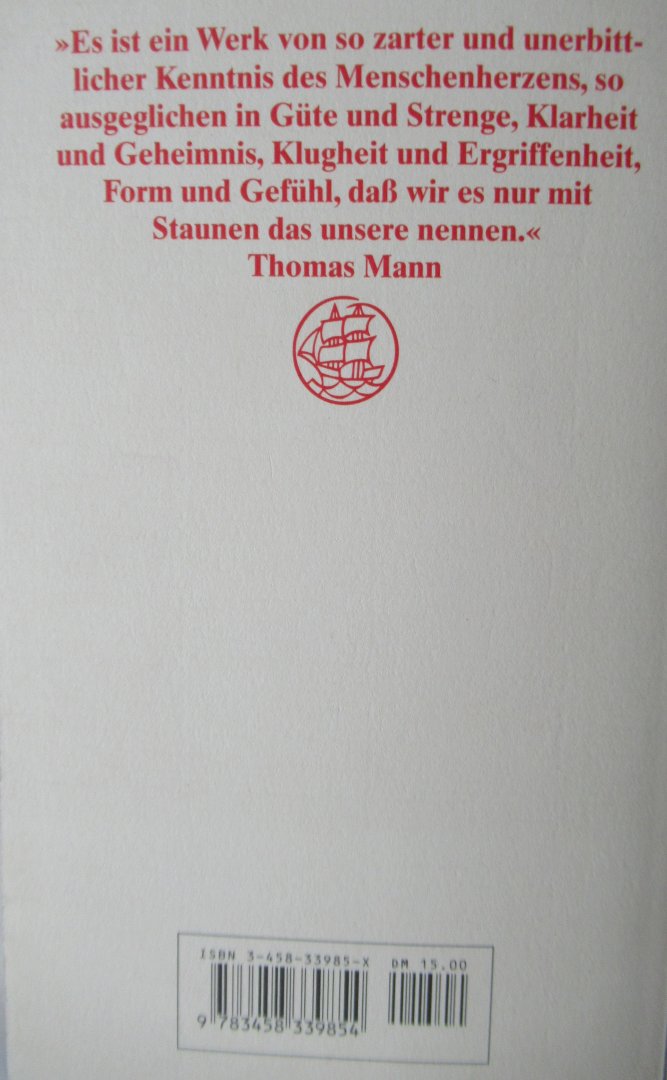 »Es ist ein Werk von so zarter und unerbitt-
licher Kenntnis des Menschenherzens, so
ausgeglichen in Güte und Strenge, Klarheit
und Geheimnis, Klugheit und Ergriffenheit,
Form und Gefühl, daß wir es nur mit
Staunen das unsere nennen.«
Thomas Mann
ISBN 3-458-33985-X DM 15.00
9 783458 339854